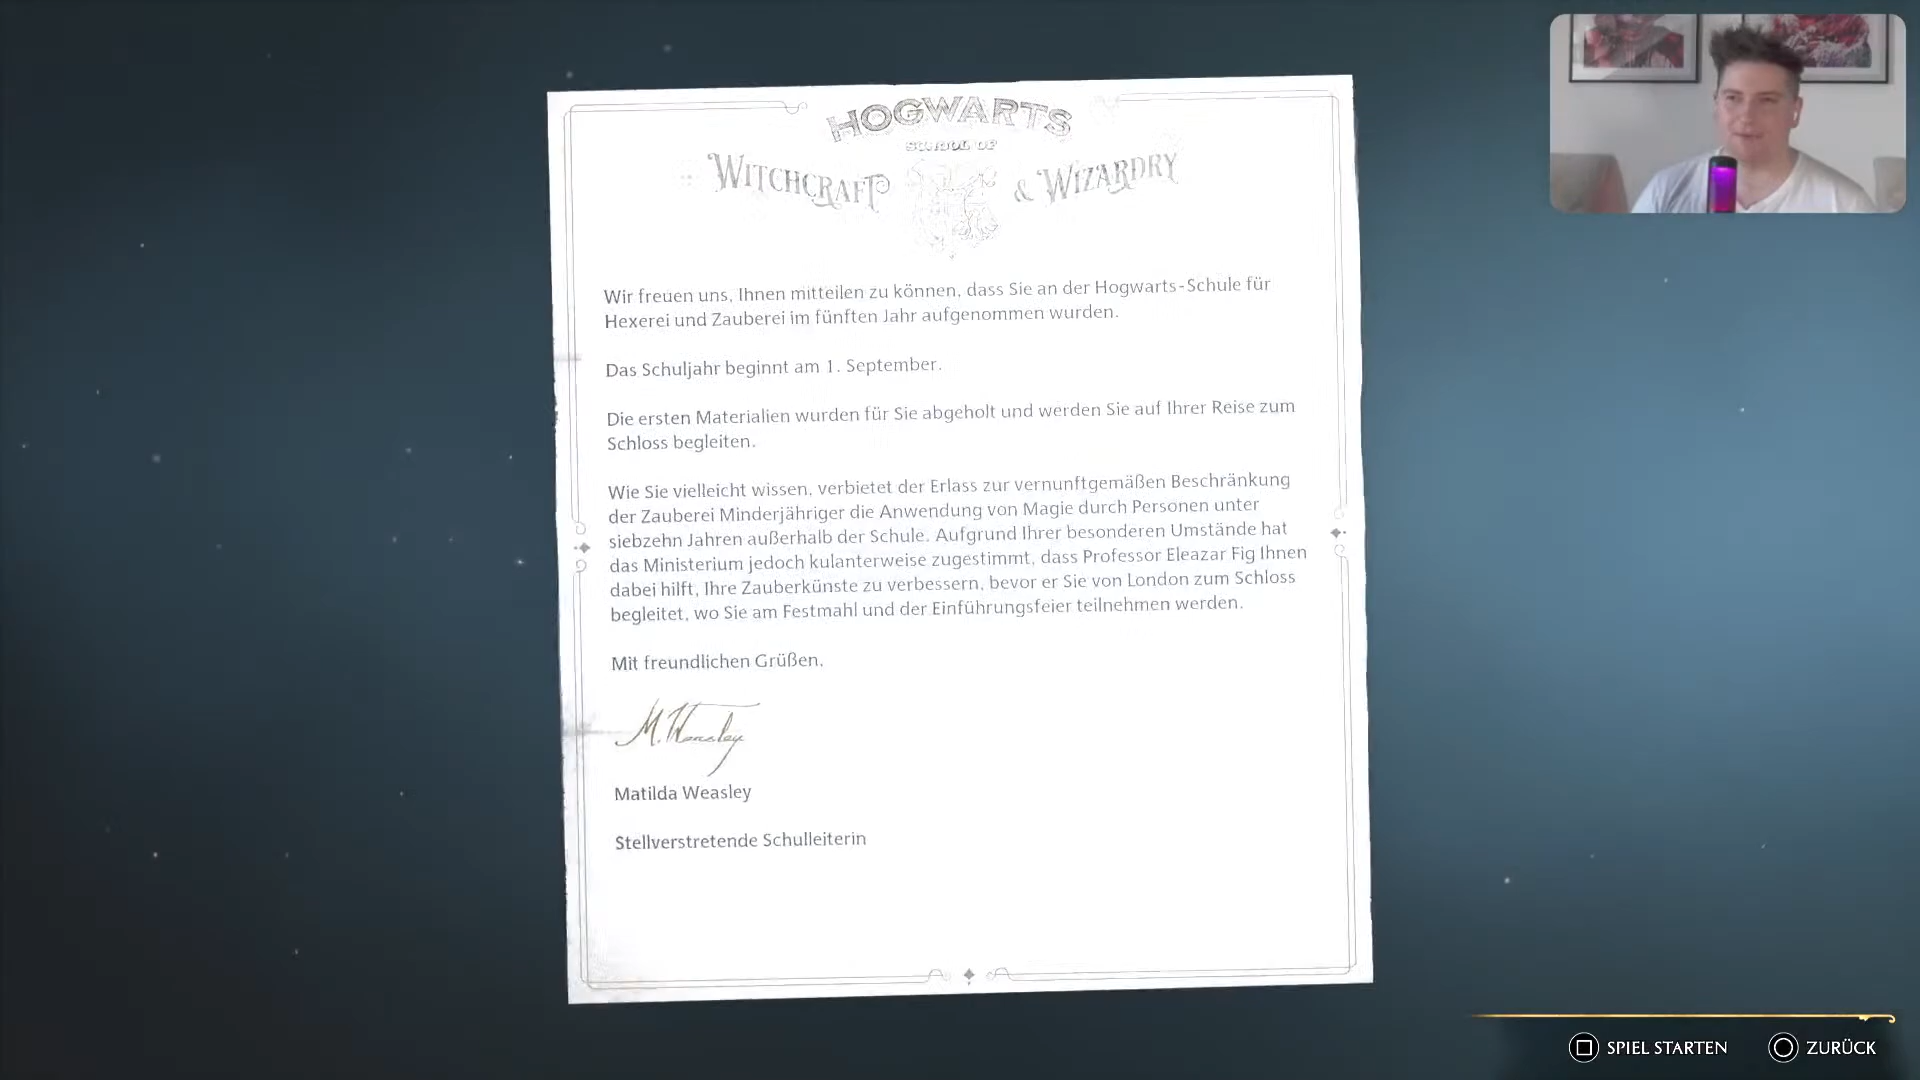 HOGWARTS
SCHOOL OF
WITCHCRAFT & WIZARDRY
Wir freuen uns, Ihnen mitteilen zu können, dass Sie an der Hogwarts-Schule für
Hexerei und Zauberei im fünften Jahr aufgenommen wurden.
Das Schuljahr beginnt am 1. September.
Die ersten Materialien wurden für Sie abgeholt und werden Sie auf Ihrer Reise zum
Schloss begleiten.
Wie Sie vielleicht wissen, verbietet der Erlass zur vernunftgemäßen Beschränkung
der Zauberei Minderjähriger die Anwendung von Magie durch Personen unter
siebzehn Jahren außerhalb der Schule. Aufgrund Ihrer besonderen Umstände hat
das Ministerium jedoch kulanterweise zugestimmt, dass Professor Eleazar Fig Ihnen
dabei hilft, Ihre Zauberkünste zu verbessern, bevor er Sie von London zum Schloss
begleitet, wo Sie am Festmahl und der Einführungsfeier teilnehmen werden.
Mit freundlichen Grüßen,
M. Weasley
Matilda Weasley
Stellverstretende Schulleiterin
SPIEL STARTEN
ZURÜCK